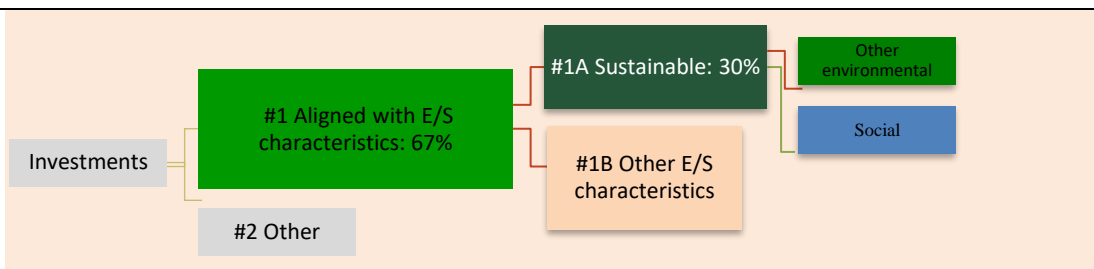 Investments
#1 Aligned with E/S
characteristics: 67%
#2 Other
#1A Sustainable: 30%
#1B Other E/S
characteristics
Other
environmental
Social